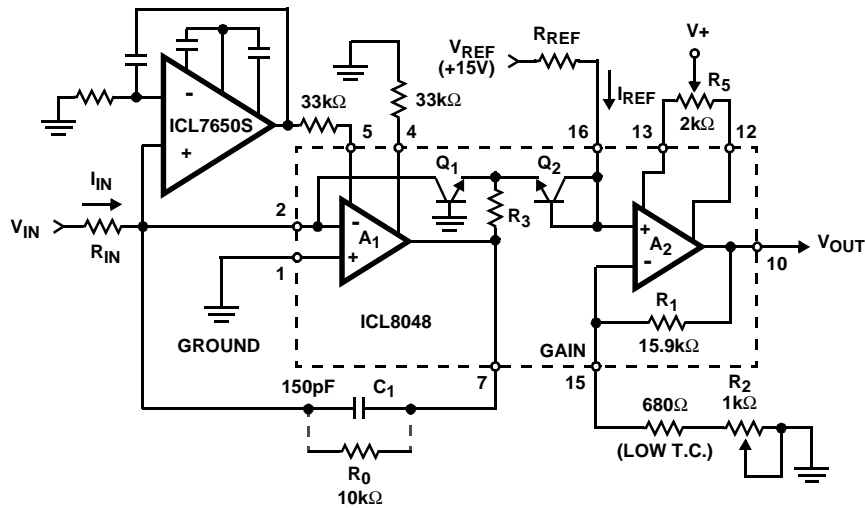 V+
VREF
(+15V)
RREF
IREF
R5
2kΩ
-
+
ICL7650S
33kΩ
33kΩ
5
4
16
13
12
IIN
VIN
RIN
Q1
Q2
R3
2
1
-
+
A1
+
-
A2
10
VOUT
R1
15.9kΩ
ICL8048
GROUND
GAIN
7
15
150pF
C1
R0
10kΩ
680Ω
(LOW T.C.)
R2
1kΩ